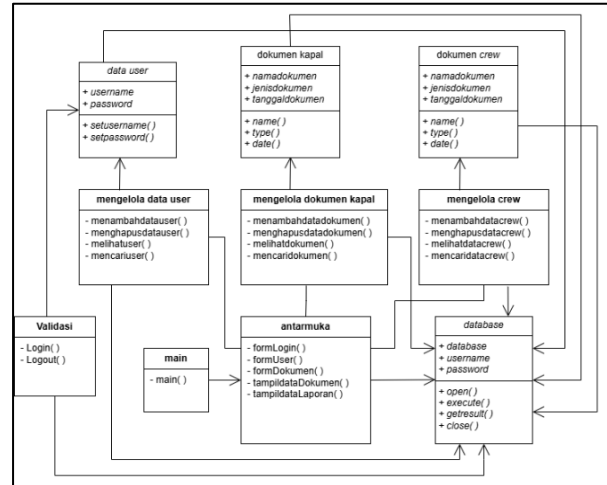 data user
+ username
+ password
+ setusername( )
+ setpassword( )
dokumen kapal
+ namadokumen
+ jenisdokumen
+ tanggaldokumen
+ name( )
+ type( )
+ date( )
dokumen crew
+ namadokumen
+ jenisdokumen
+ tanggaldokumen
+ name( )
+ type( )
+ date( )
mengelola data user
- menambahdatauser( )
- menghapusdatauser( )
- melihatuser( )
- mencariuser( )
mengelola dokumen kapal
- menambahdatadokumen( )
- menghapusdatadokumen( )
- melihatdokumen( )
- mencaridokumen( )
mengelola crew
- menambahdatacrew( )
- menghapusdatacrew( )
- melihatdatacrew( )
- mencaridatacrew( )
Validasi
- Login( )
- Logout( )
main
- main( )
antarmuka
- formLogin( )
- formUser( )
- formDokumen( )
- tampildataDokumen( )
- tampildataLaporan( )
database
+ database
+ username
+ password
+ open( )
+ execute( )
+ getresult( )
+ close( )